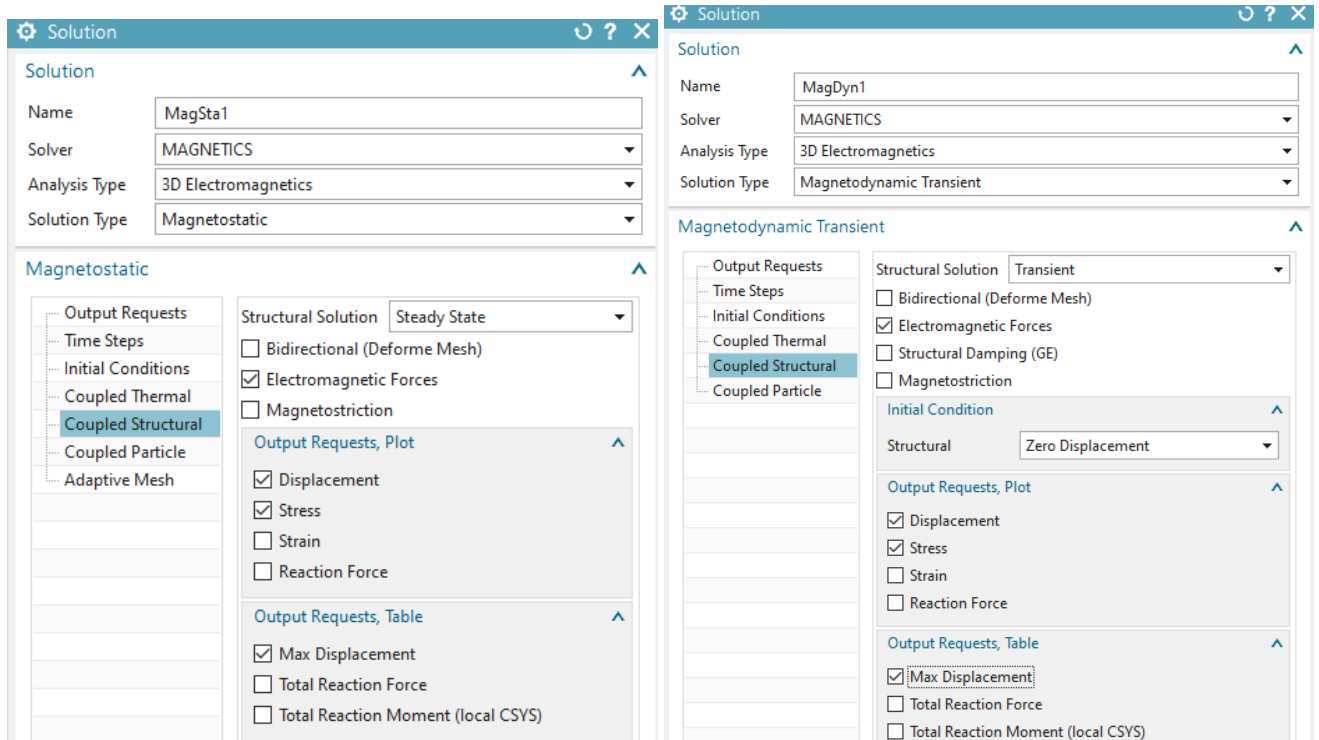 Solution
Solution
Name MagSta1
Solver MAGNETICS
Analysis Type 3D Electromagnetics
Solution Type Magnetostatic
Magnetostatic
Output Requests
Time Steps
Initial Conditions
Coupled Thermal
Coupled Structural
Coupled Particle
Adaptive Mesh
Structural Solution Steady State
Bidirectional (Deforme Mesh)
Electromagnetic Forces
Magnetostriction
Output Requests, Plot
Displacement
Stress
Strain
Reaction Force
Output Requests, Table
Max Displacement
Total Reaction Force
Total Reaction Moment (local CSYS)
Solution
Solution
Name MagDyn1
Solver MAGNETICS
Analysis Type 3D Electromagnetics
Solution Type Magnetodynamic Transient
Magnetodynamic Transient
Output Requests
Time Steps
Initial Conditions
Coupled Thermal
Coupled Structural
Coupled Particle
Structural Solution Transient
Bidirectional (Deforme Mesh)
Electromagnetic Forces
Structural Damping (GE)
Magnetostriction
Initial Condition
Structural Zero Displacement
Output Requests, Plot
Displacement
Stress
Strain
Reaction Force
Output Requests, Table
Max Displacement
Total Reaction Force
Total Reaction Moment (local CSYS)